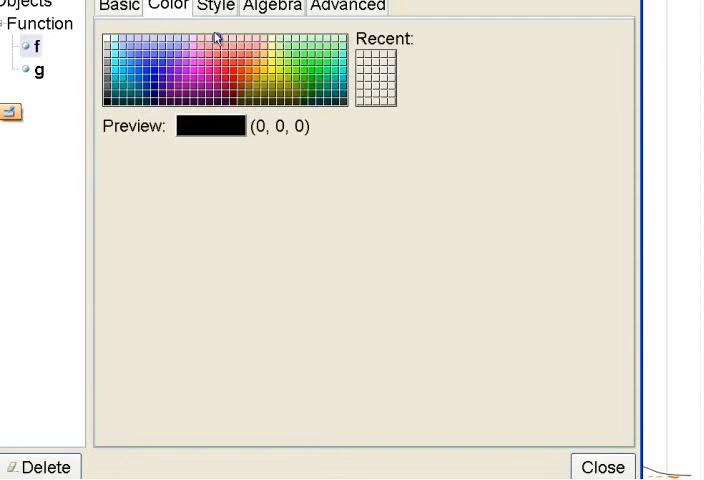 Objects
Basic Color Style Algebra Advanced
Function
f
g
Recent:
Preview: (0, 0, 0)
Delete
Close